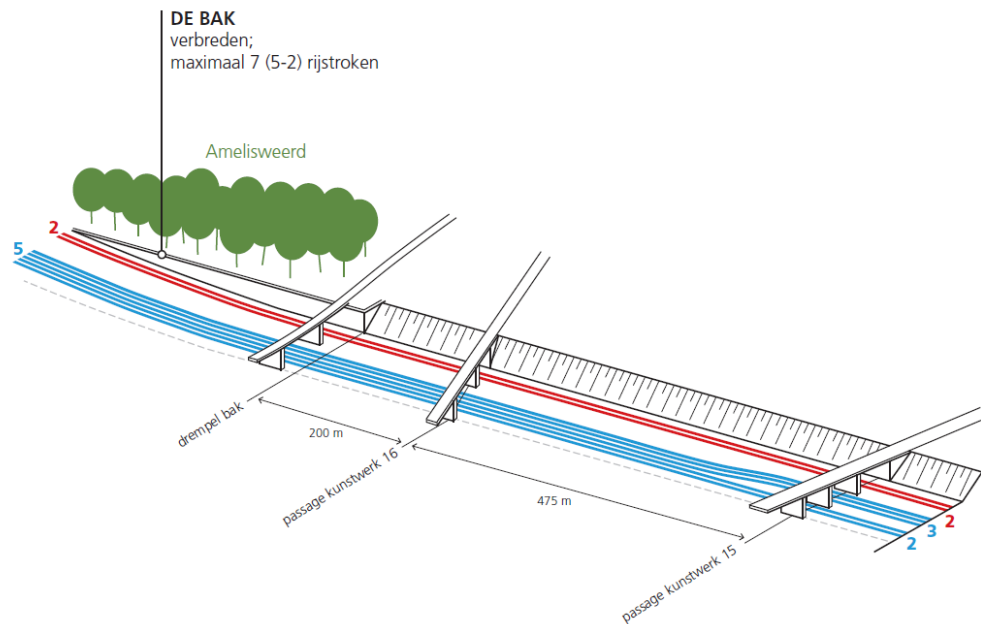 DE BAK
verbreden;
maximaal 7 (5-2) rijstroken
Amelisweerd
2
5
drempel bak
200 m
passage kunstwerk 16
475 m
passage kunstwerk 15
2
3
2